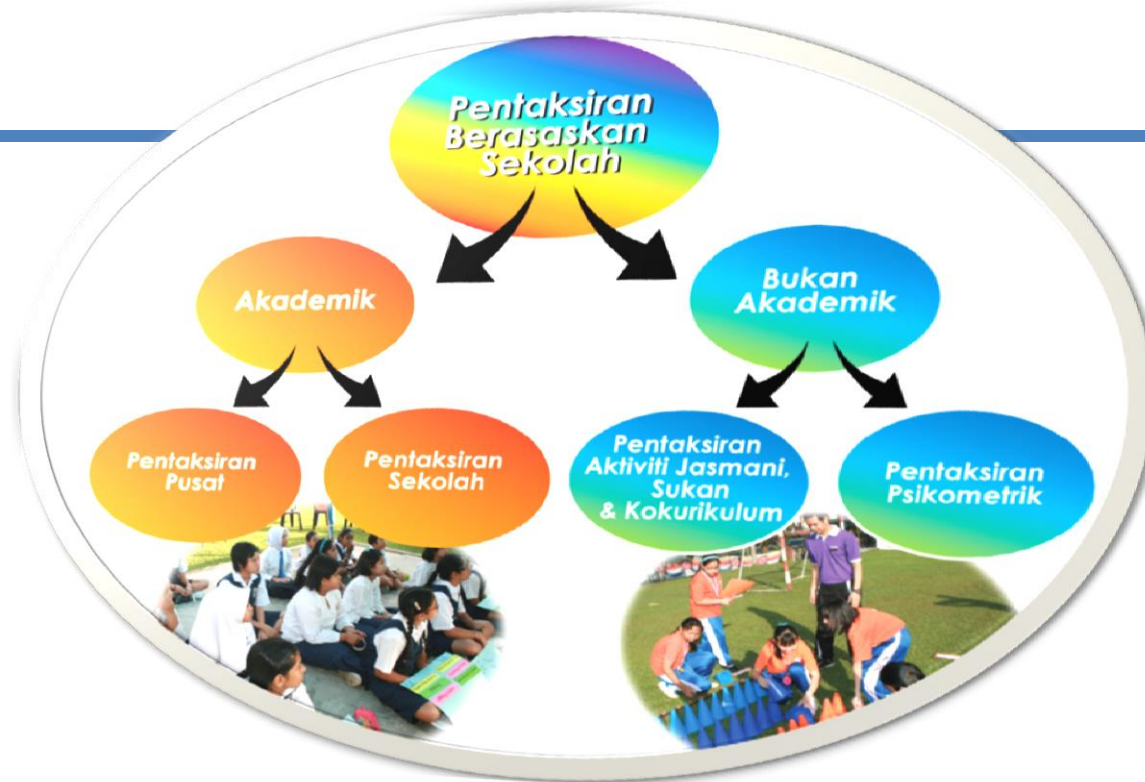 Pentaksiran
Berasaskan
Sekolah
Akademik
Bukan
Akademik
Pentaksiran
Pusat
Pentaksiran
Sekolah
Pentaksiran
Aktiviti Jasmani,
Sukan
& Kokurikulum
Pentaksiran
Psikometrik